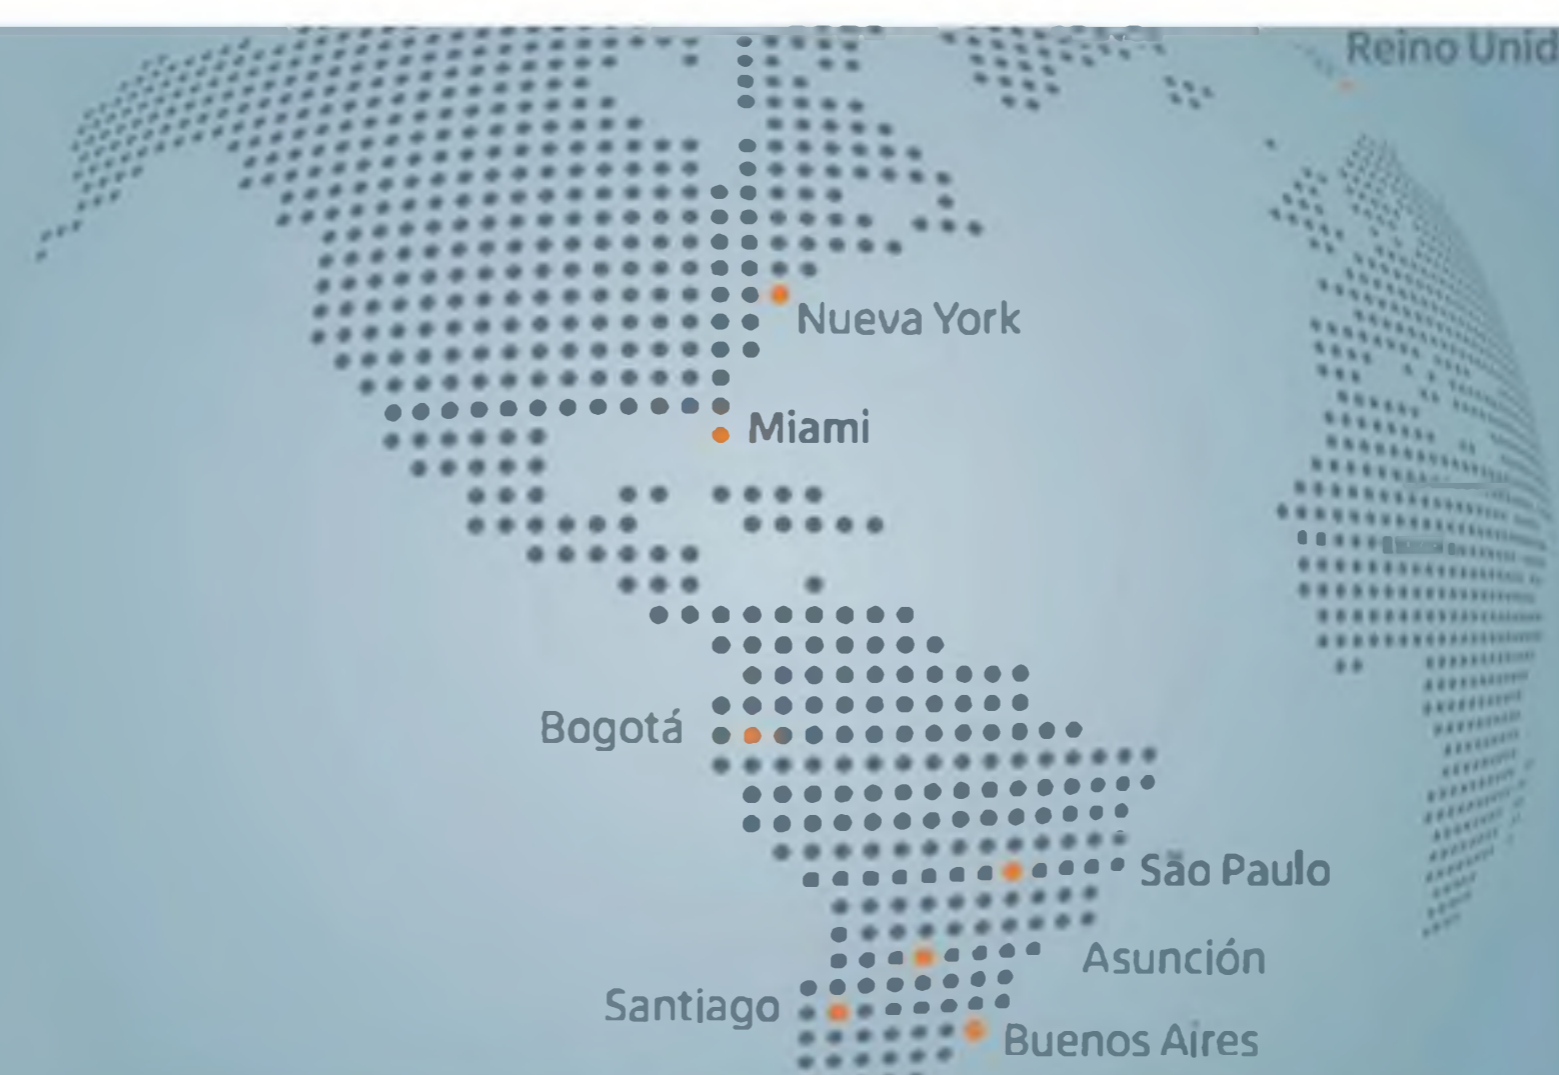 Reino Unid
Nueva York
Miami
Bogotá
São Paulo
Asunción
Santiago
Buenos Aires